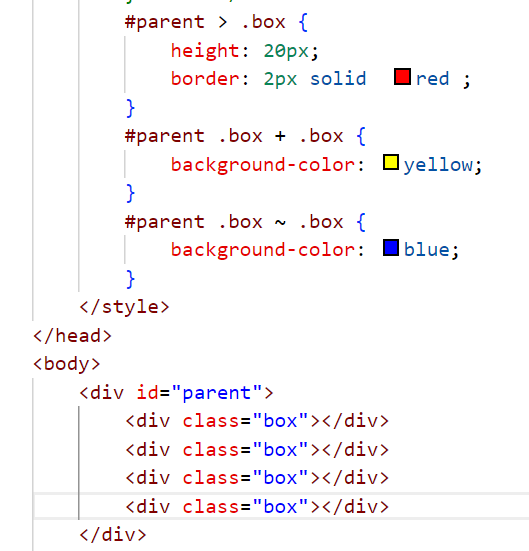 #parent > .box {
height: 20px;
border: 2px solid red ;
}
#parent .box + .box {
background-color: yellow;
}
#parent .box ~ .box {
background-color: blue;
}
</style>
</head>
<body>
<div id="parent">
<div class="box"></div>
<div class="box"></div>
<div class="box"></div>
<div class="box"></div>
</div>